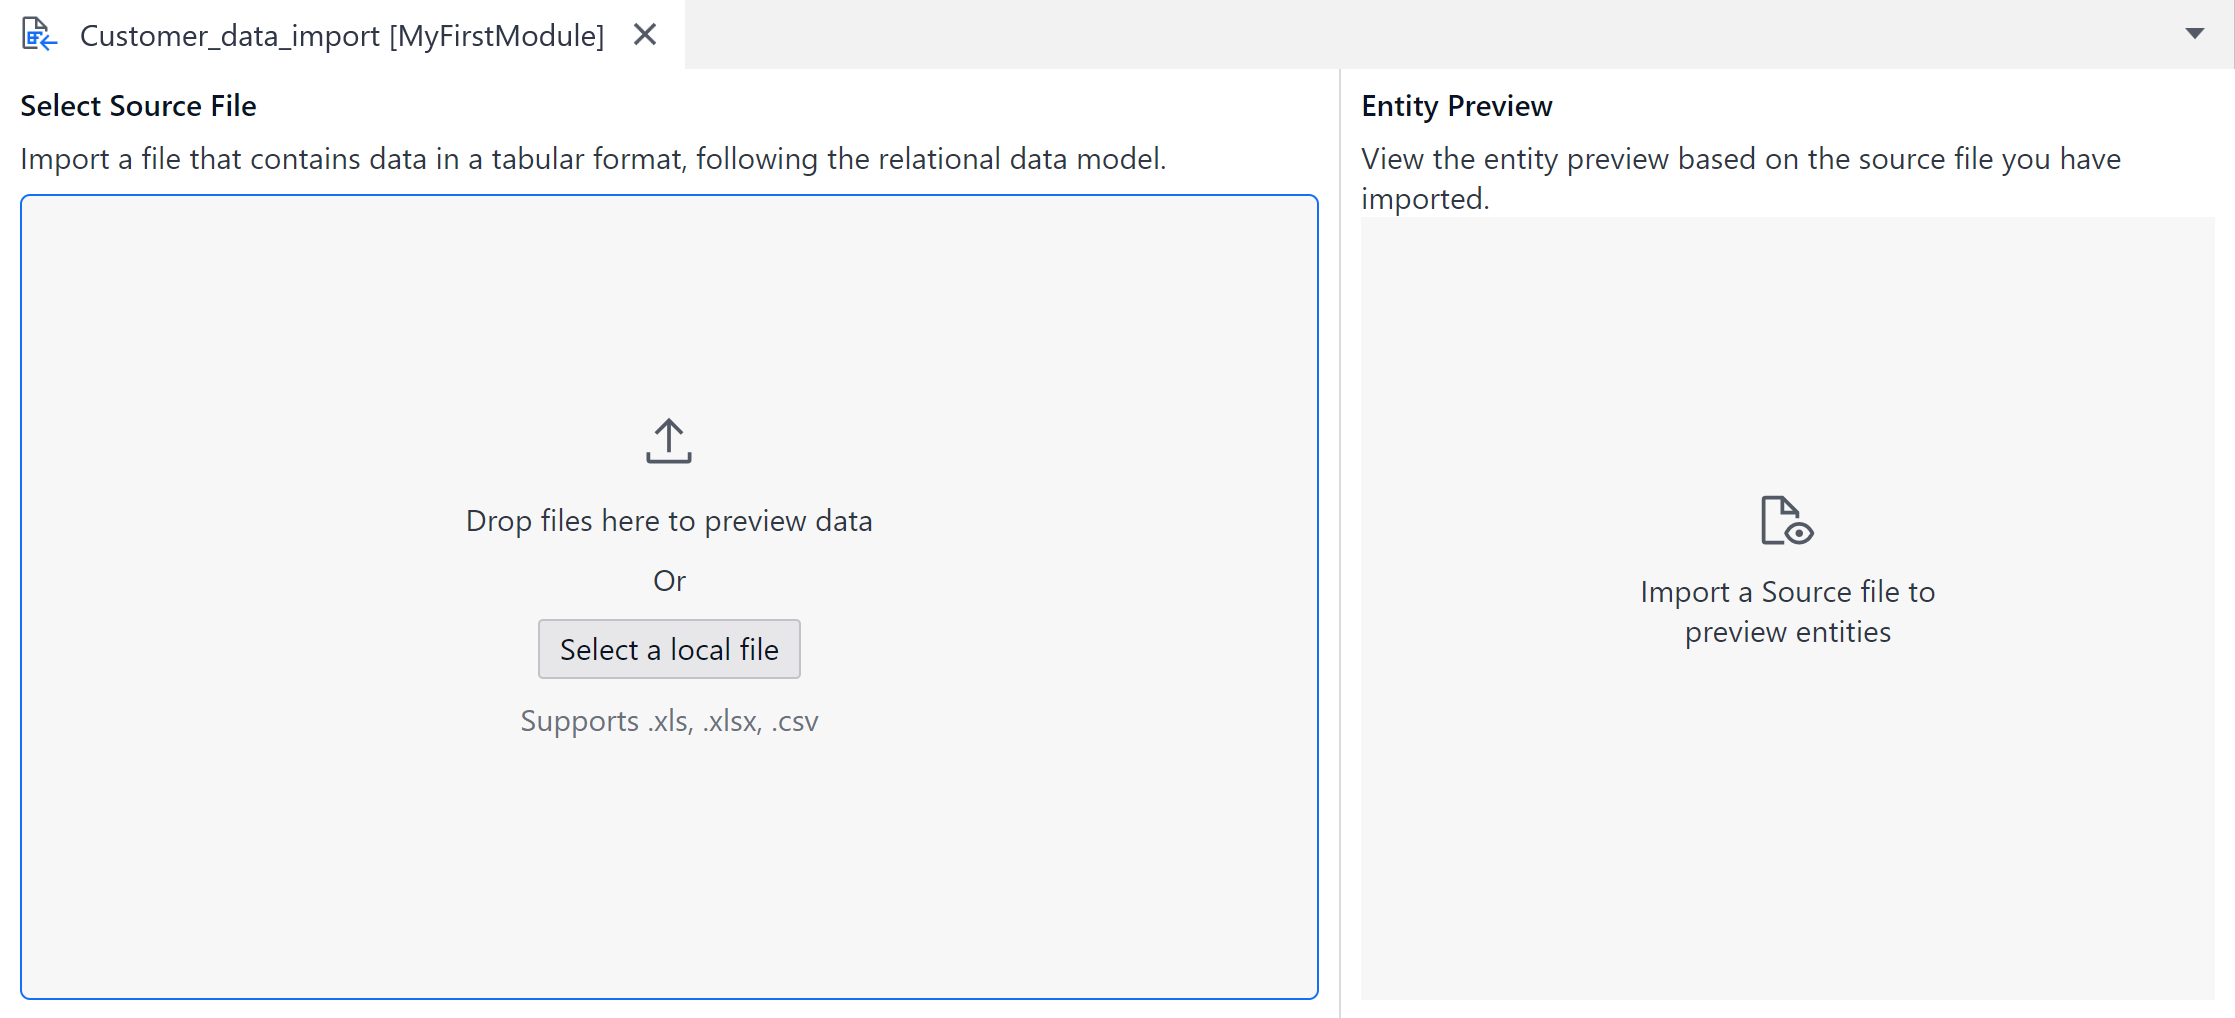 Customer_data_import [MyFirstModule]
Select Source File
Import a file that contains data in a tabular format, following the relational data model.
Drop files here to preview data
Or
Select a local file
Supports .xls, .xlsx, .csv
Entity Preview
View the entity preview based on the source file you have
imported.
Import a Source file to
preview entities